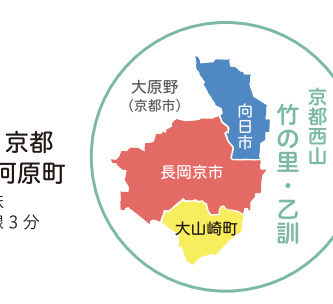 京都
河原町
線3分
大原野
(京都市)
向日市
長岡京市
大山崎町
京都西山
竹の里・乙訓